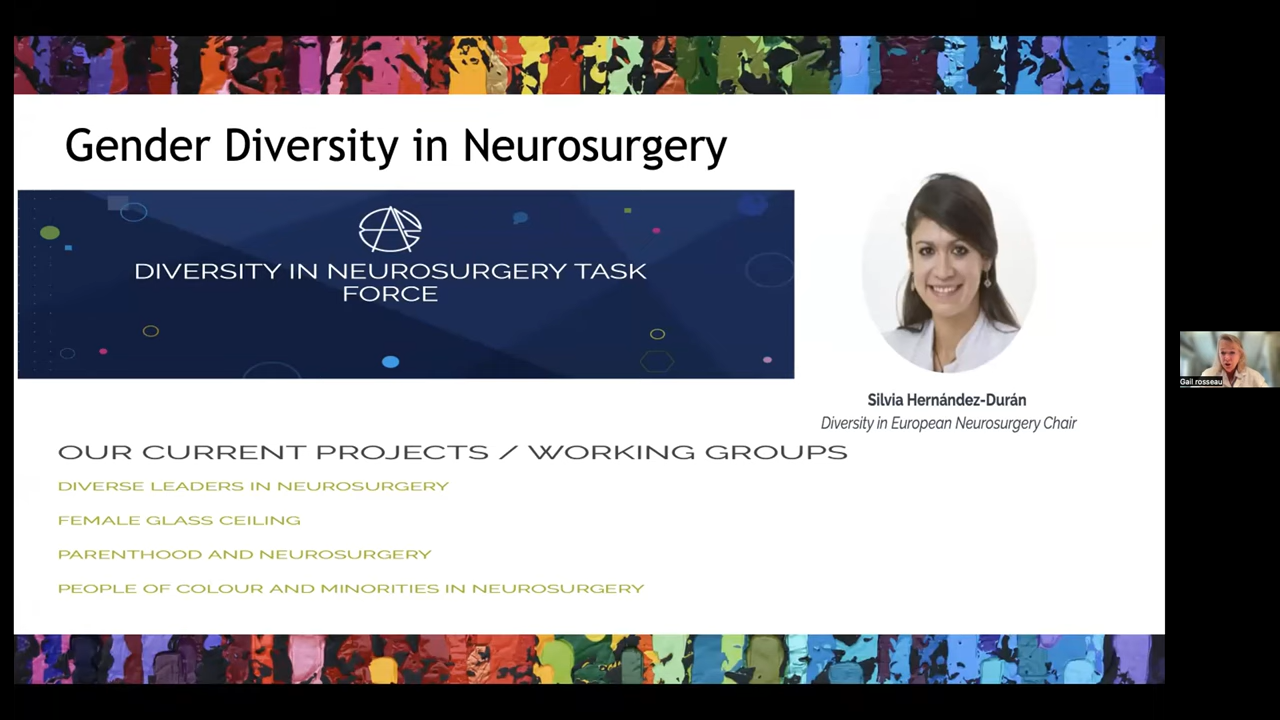 Gender Diversity in Neurosurgery
DIVERSITY IN NEUROSURGERY TASK
FORCE
Silvia Hernández-Durán
Diversity in European Neurosurgery Chair
OUR CURRENT PROJECTS / WORKING GROUPS
DIVERSE LEADERS IN NEUROSURGERY
FEMALE GLASS CEILING
PARENTHOOD AND NEUROSURGERY
PEOPLE OF COLOUR AND MINORITIES IN NEUROSURGERY
Gail rosseau